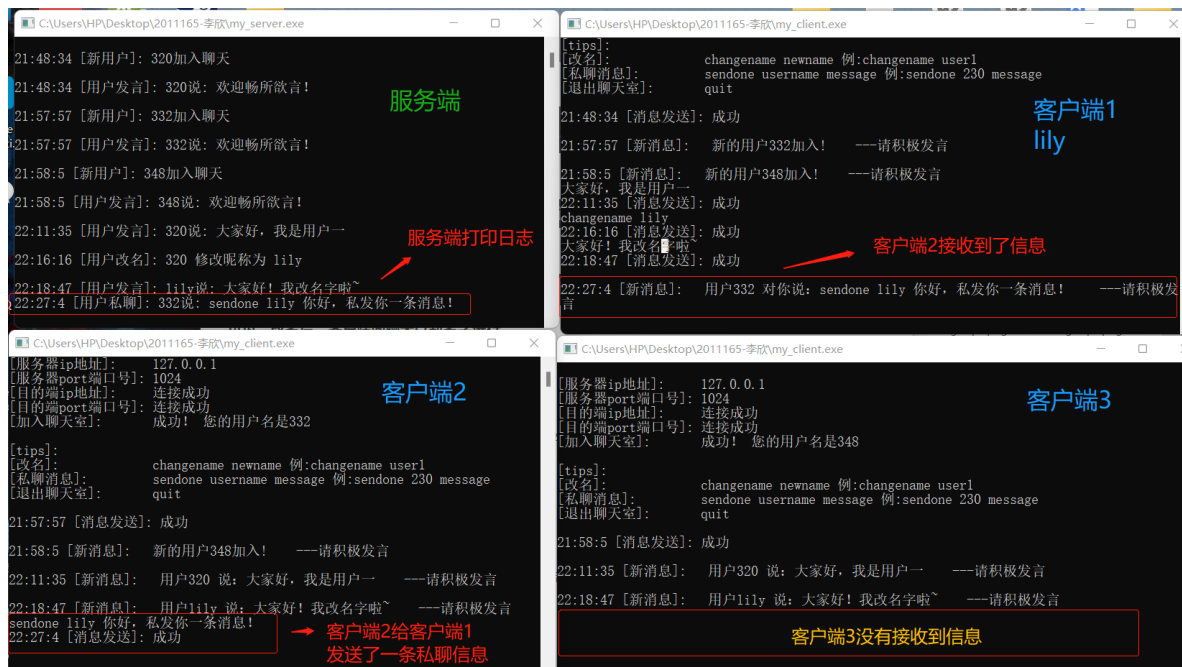 C:\Users\HP\Desktop\2011165-李欣\my_server.exe
21:48:34 [新用户]: 320加入聊天
21:48:34 [用户发言]: 320说: 欢迎畅所欲言!
服务端
21:57:57 [新用户]: 332加入聊天
21:57:57 [用户发言]: 332说: 欢迎畅所欲言!
21:58:5 [新用户]: 348加入聊天
21:58:5 [用户发言]: 348说: 欢迎畅所欲言!
22:11:35 [用户发言]: 320说: 大家好，我是用户一
服务端打印日志
22:16:16 [用户改名]: 320 修改昵称为 lily
22:18:47 [用户发言]: lily说: 大家好! 我改名字啦~
22:27:4 [用户私聊]: 332说: sendone lily 你好，私发你一条消息!
C:\Users\HP\Desktop\2011165-李欣\my_client.exe
[tips]:
[改名]: changename newname 例:changename user1
[私聊消息]: sendone username message 例:sendone 230 message
[退出聊天室]: quit
客户端1
lily
21:48:34 [消息发送]: 成功
21:57:57 [新消息]: 新的用户332加入! ---请积极发言
21:58:5 [新消息]: 新的用户348加入! ---请积极发言
大家好，我是用户一
22:11:35 [消息发送]: 成功
changename lily
22:16:16 [消息发送]: 成功
大家好! 我改名字啦~
22:18:47 [消息发送]: 成功
客户端2接收到了信息
22:27:4 [新消息]: 用户332 对你说: sendone lily 你好，私发你一条消息! ---请积极发
言
C:\Users\HP\Desktop\2011165-李欣\my_client.exe
[服务器ip地址]: 127.0.0.1
[服务器port端口号]: 1024
[目的端ip地址]: 连接成功
[目的端port端口号]: 连接成功
[加入聊天室]: 成功! 您的用户名是332
客户端2
[tips]:
[改名]: changename newname 例:changename user1
[私聊消息]: sendone username message 例:sendone 230 message
[退出聊天室]: quit
21:57:57 [消息发送]: 成功
21:58:5 [新消息]: 新的用户348加入! ---请积极发言
22:11:35 [新消息]: 用户320 说: 大家好，我是用户一 ---请积极发言
22:18:47 [新消息]: 用户lily 说: 大家好! 我改名字啦~ ---请积极发言
sendone lily 你好，私发你一条消息!
22:27:4 [消息发送]: 成功
客户端2给客户端1
发送了一条私聊信息
C:\Users\HP\Desktop\2011165-李欣\my_client.exe
[服务器ip地址]: 127.0.0.1
[服务器port端口号]: 1024
[目的端ip地址]: 连接成功
[目的端port端口号]: 连接成功
[加入聊天室]: 成功! 您的用户名是348
客户端3
[tips]:
[改名]: changename newname 例:changename user1
[私聊消息]: sendone username message 例:sendone 230 message
[退出聊天室]: quit
21:58:5 [消息发送]: 成功
22:11:35 [新消息]: 用户320 说: 大家好，我是用户一 ---请积极发言
22:18:47 [新消息]: 用户lily 说: 大家好! 我改名字啦~ ---请积极发言
客户端3没有接收到信息